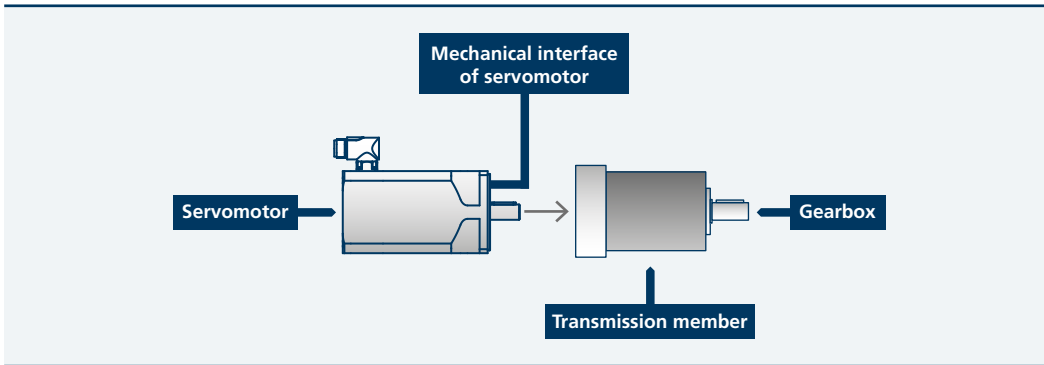 Mechanical interface
of servomotor
Servomotor
Gearbox
Transmission member